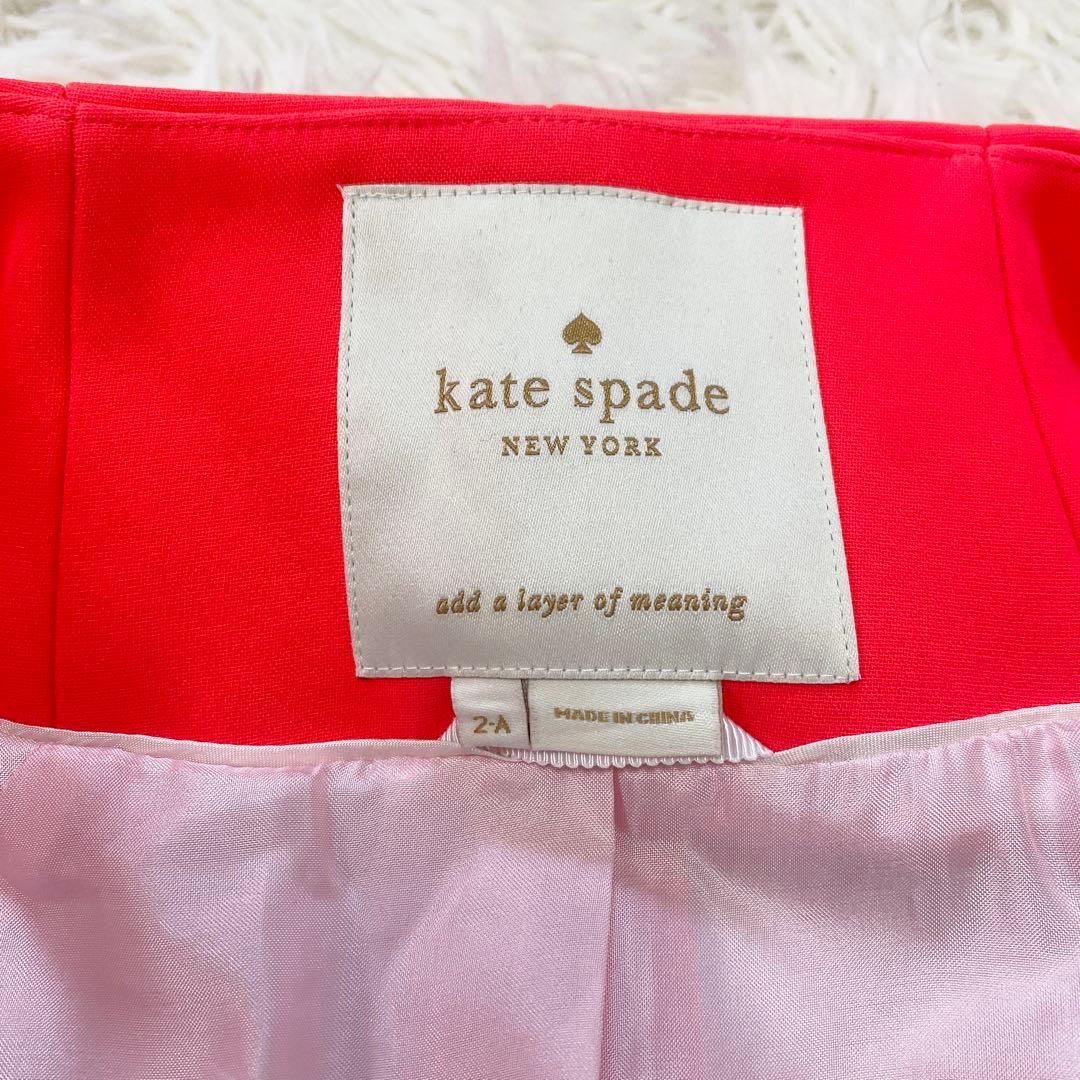 kate spade
NEW YORK
add a layer of meaning
2-A
MADE IN CHINA